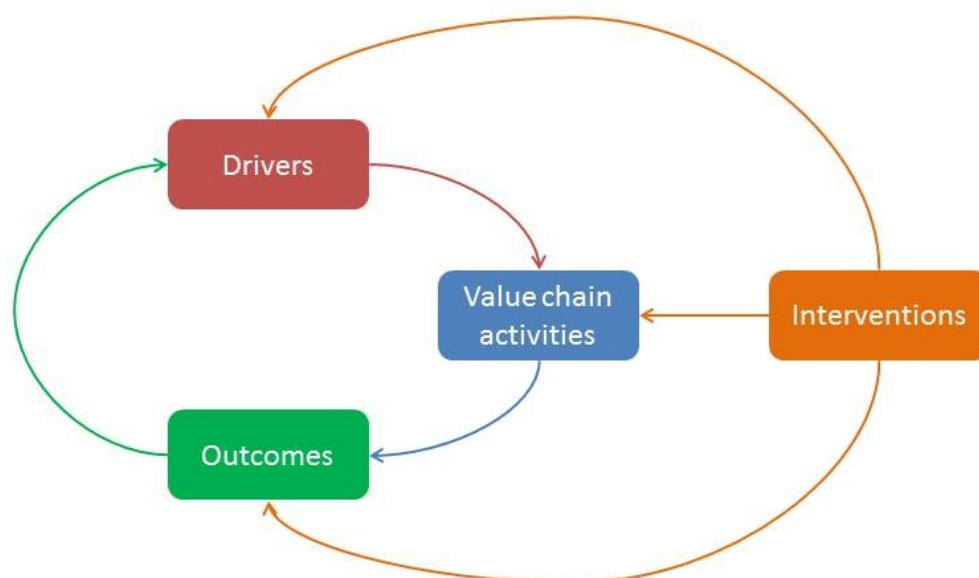 Drivers
Value chain
activities
Interventions
Outcomes